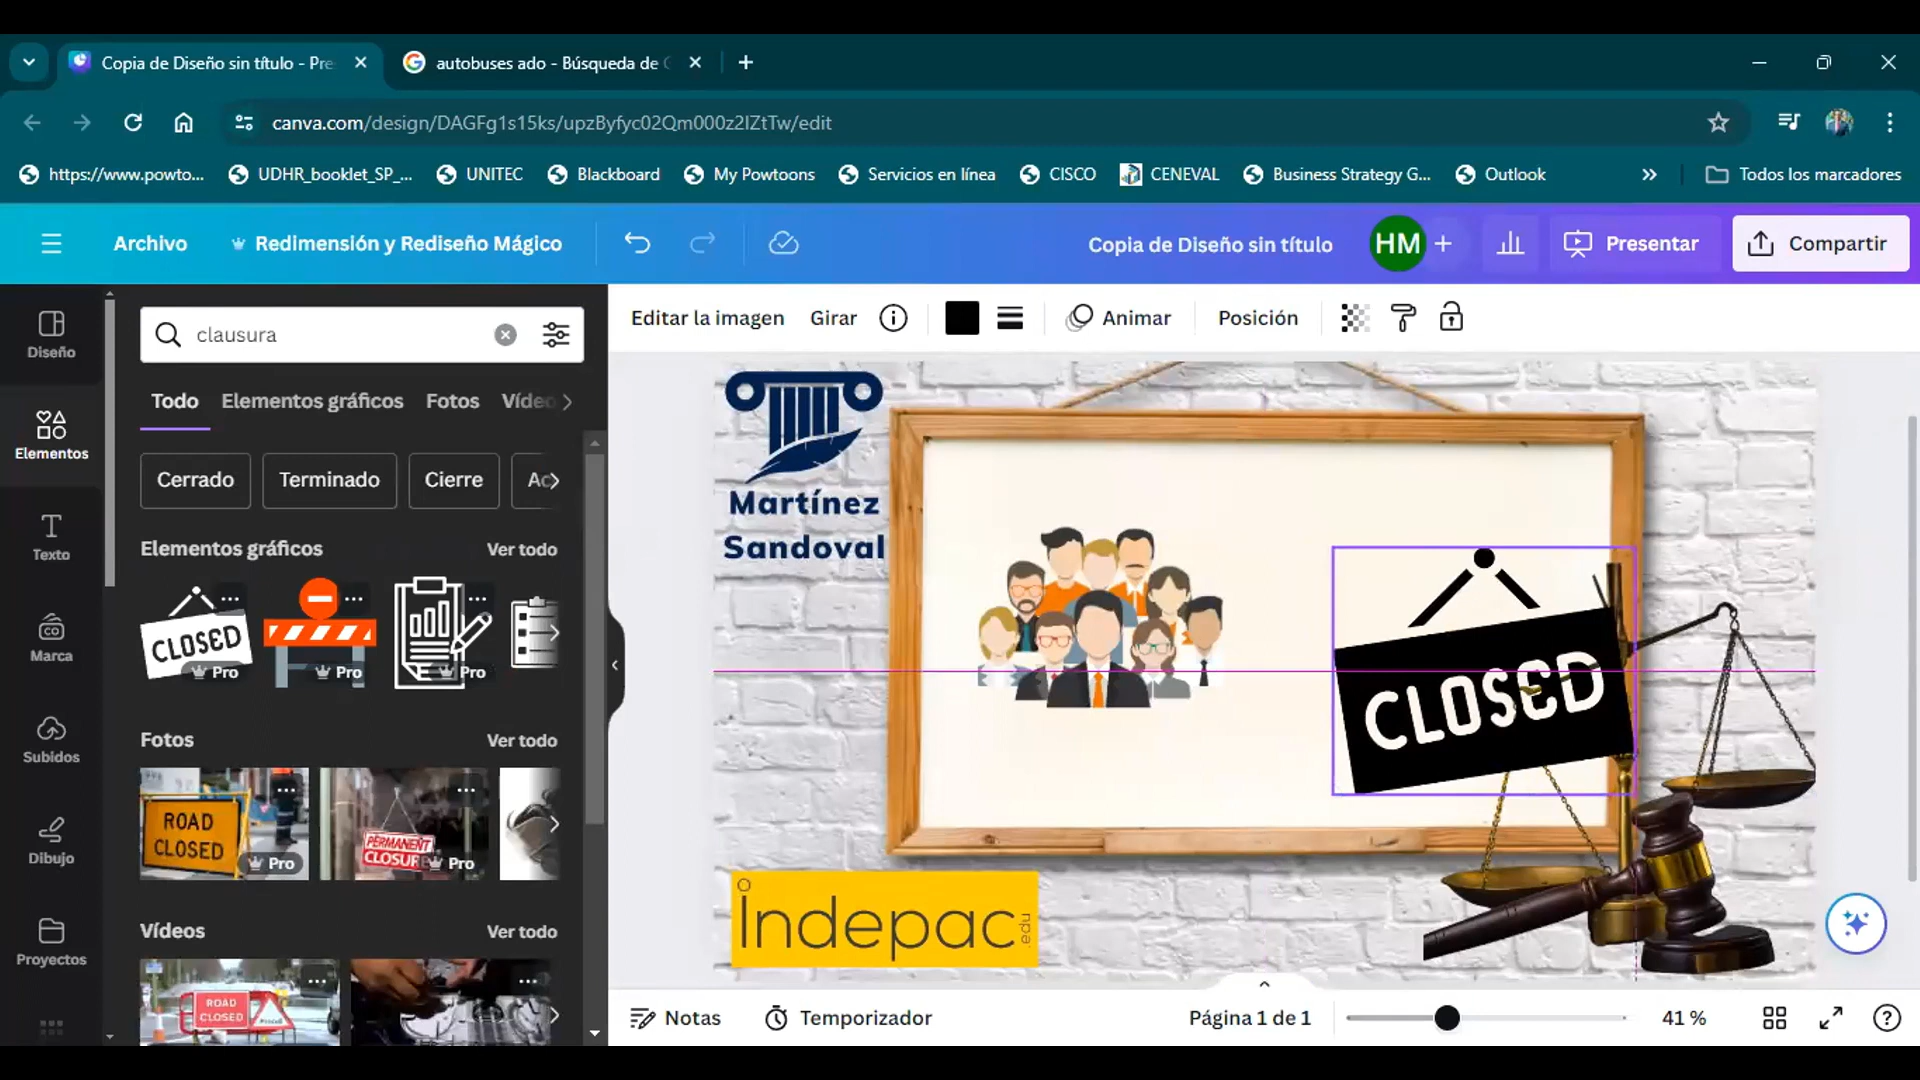 Copia de Diseño sin título - Pre
autobuses ado - Búsqueda de G
canva.com/design/DAGFg1s15ks/upzByfyc02Qm000z2lZtTw/edit
https://www.powto...
UDHR_booklet_SP_...
UNITEC
Blackboard
My Powtoons
Servicios en línea
CISCO
CENEVAL
Business Strategy G...
Outlook
Todos los marcadores
Archivo
Redimensión y Rediseño Mágico
Copia de Diseño sin título
HM
Presentar
Compartir
Diseño
Elementos
Texto
Marca
Subidos
Dibujo
Proyectos
clausura
Todo
Elementos gráficos
Fotos
Vídeo
Cerrado
Terminado
Cierre
Ac
Elementos gráficos
Ver todo
CLOSED
Pro
Pro
Pro
Fotos
Ver todo
ROAD
CLOSED
Pro
PERMANENT
CLOSURE
Pro
Vídeos
Ver todo
ROAD
CLOSED
Editar la imagen
Girar
Animar
Posición
Martínez
Sandoval
CLOSED
Indepac
.edu
Notas
Temporizador
Página 1 de 1
41 %